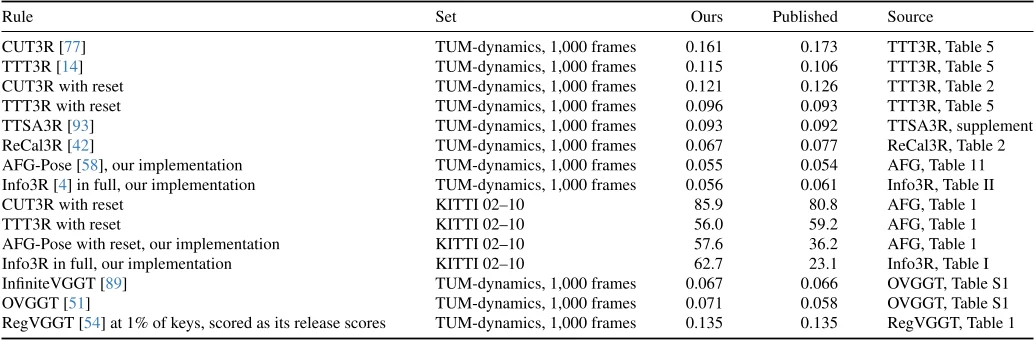 Rule Set Ours Published Source
CUT3R [77] TUM-dynamics, 1,000 frames 0.161 0.173 TTT3R, Table 5
TTT3R [14] TUM-dynamics, 1,000 frames 0.115 0.106 TTT3R, Table 5
CUT3R with reset TUM-dynamics, 1,000 frames 0.121 0.126 TTT3R, Table 2
TTT3R with reset TUM-dynamics, 1,000 frames 0.096 0.093 TTT3R, Table 5
TTSA3R [93] TUM-dynamics, 1,000 frames 0.093 0.092 TTSA3R, supplement
ReCal3R [42] TUM-dynamics, 1,000 frames 0.067 0.077 ReCal3R, Table 2
AFG-Pose [58], our implementation TUM-dynamics, 1,000 frames 0.055 0.054 AFG, Table 11
Info3R [4] in full, our implementation TUM-dynamics, 1,000 frames 0.056 0.061 Info3R, Table II
CUT3R with reset KITTI 02–10 85.9 80.8 AFG, Table 1
TTT3R with reset KITTI 02–10 56.0 59.2 AFG, Table 1
AFG-Pose with reset, our implementation KITTI 02–10 57.6 36.2 AFG, Table 1
Info3R in full, our implementation KITTI 02–10 62.7 23.1 Info3R, Table I
InfiniteVGGT [89] TUM-dynamics, 1,000 frames 0.067 0.066 OVGGT, Table S1
OVGGT [51] TUM-dynamics, 1,000 frames 0.071 0.058 OVGGT, Table S1
RegVGGT [54] at 1% of keys, scored as its release scores TUM-dynamics, 1,000 frames 0.135 0.135 RegVGGT, Table 1